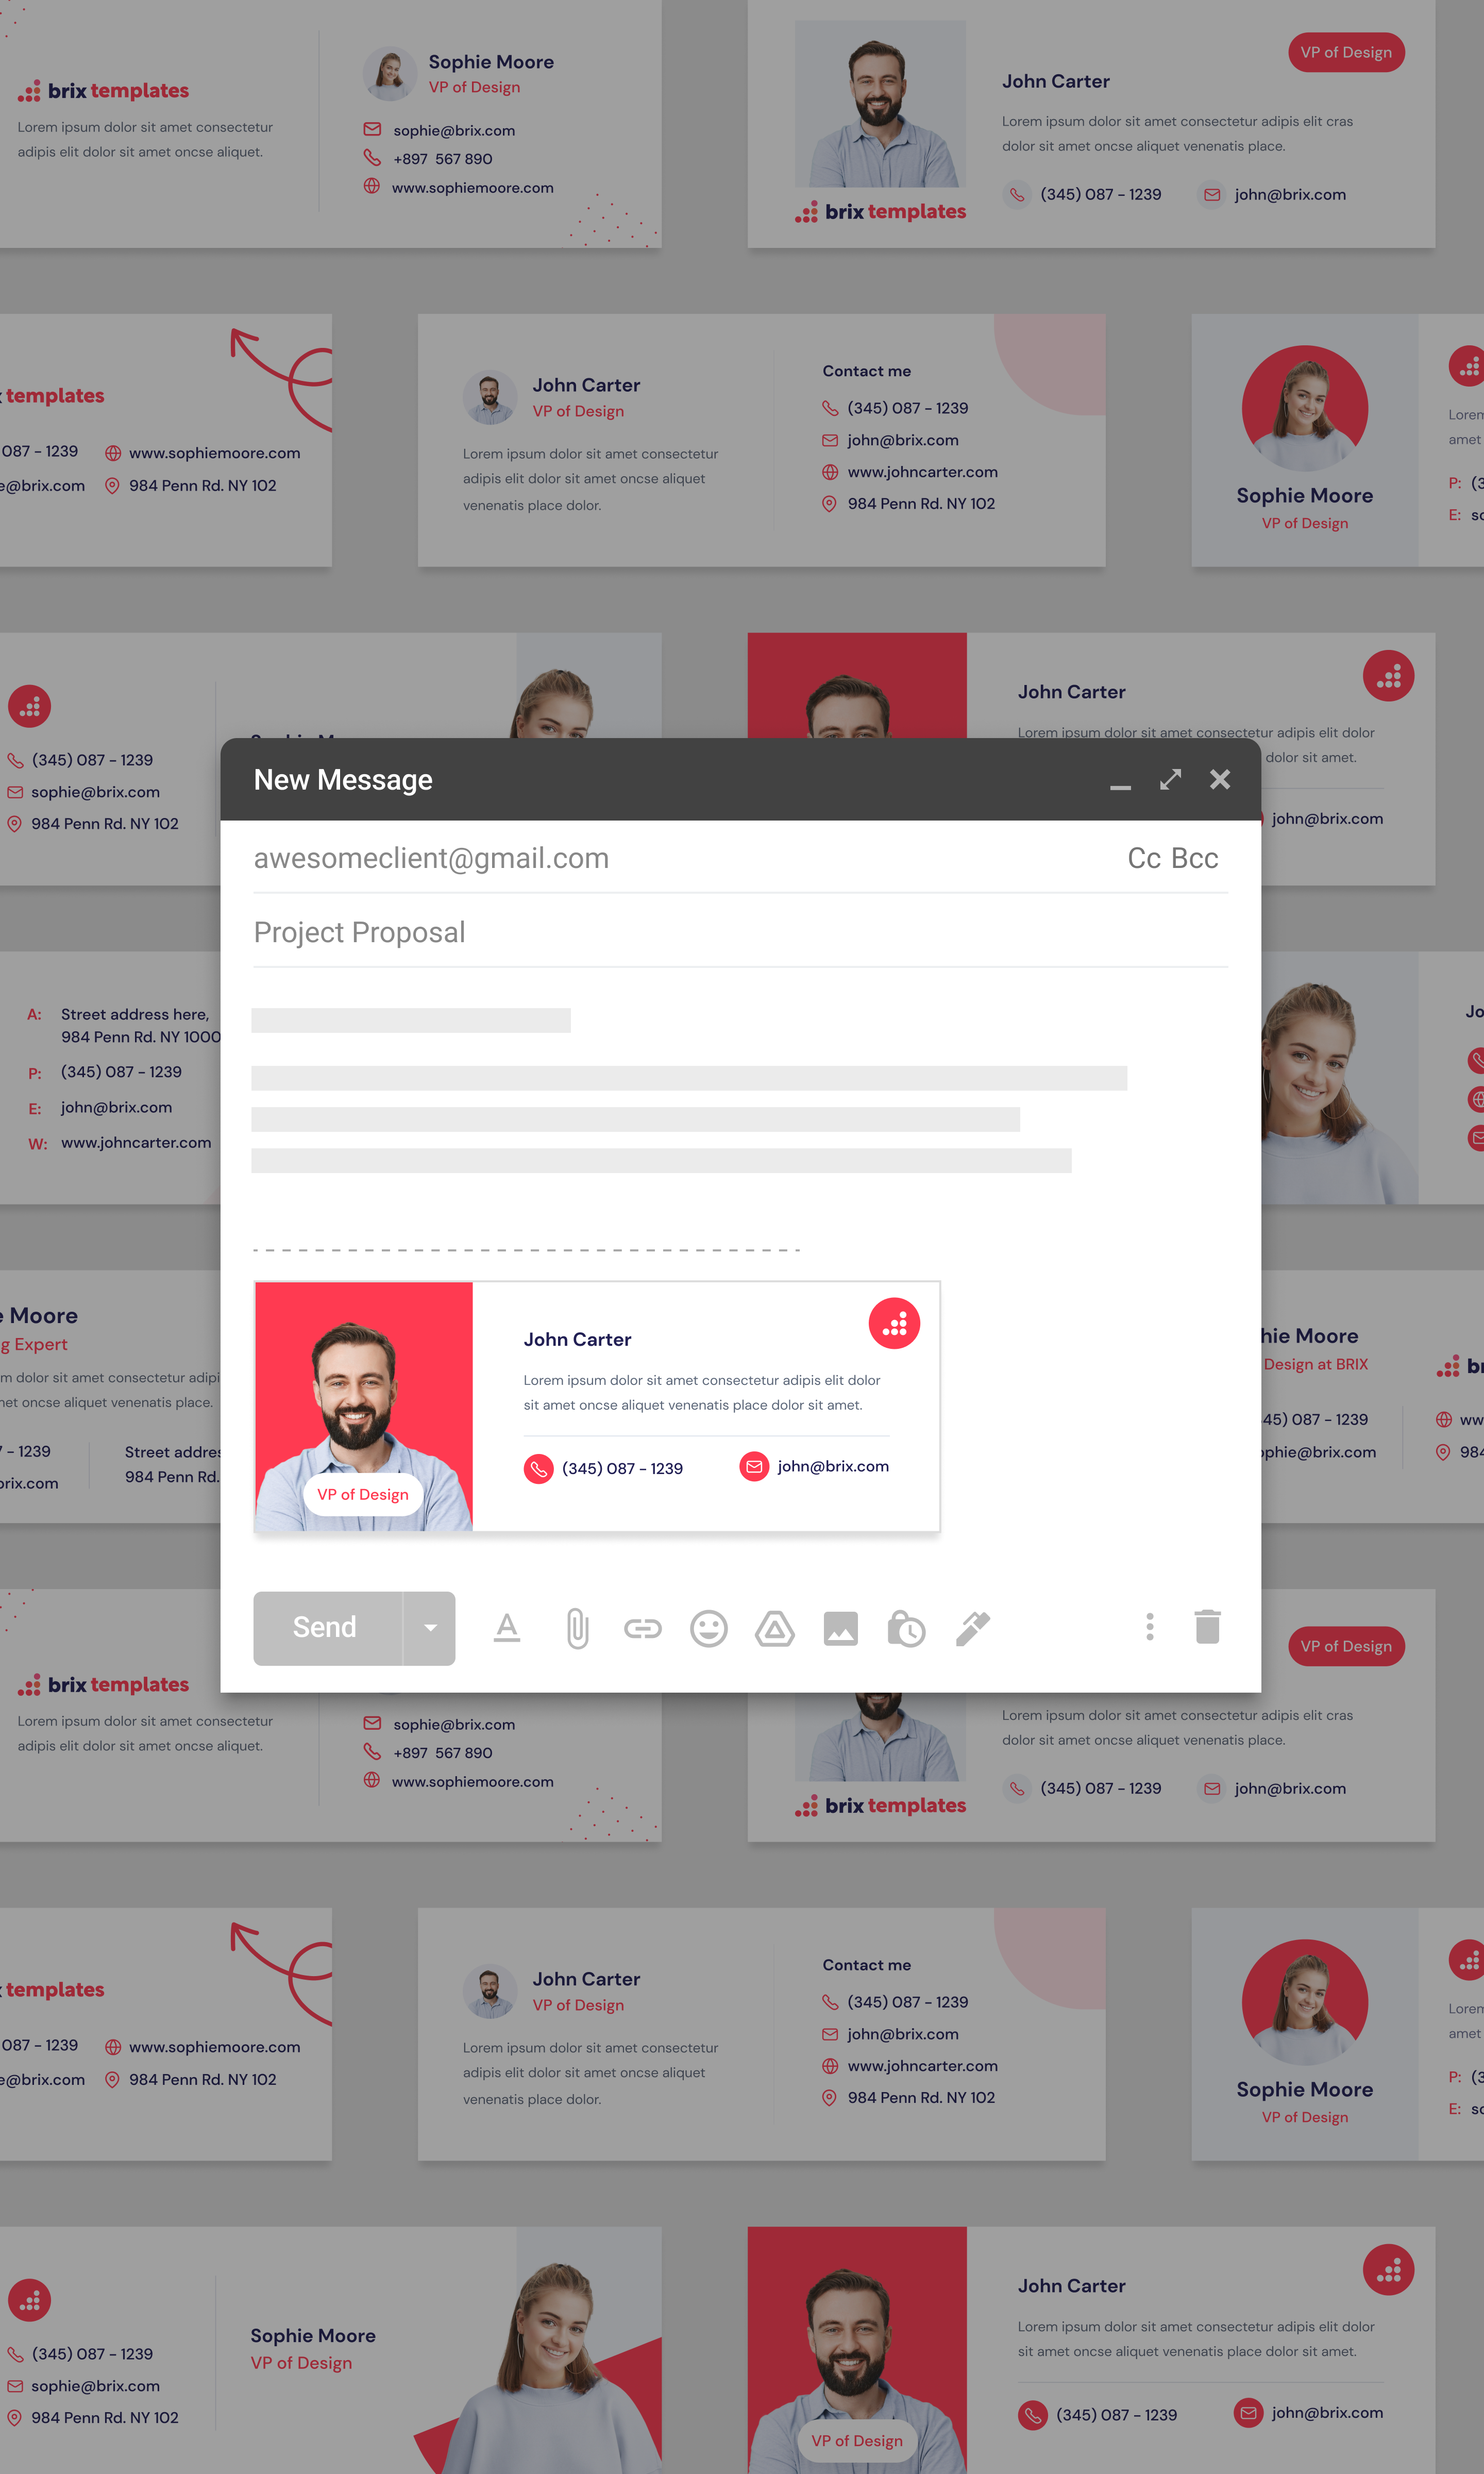 brix templates
Lorem ipsum dolor sit amet consectetur
adipis elit dolor sit amet oncse aliquet.
Sophie Moore
VP of Design
sophie@brix.com
+897 567 890
www.sophiemoore.com
brix templates
John Carter
VP of Design
Lorem ipsum dolor sit amet consectetur adipis elit cras
dolor sit amet oncse aliquet venenatis place.
(345) 087 - 1239
john@brix.com
templates
087 - 1239
www.sophiemoore.com
e@brix.com
984 Penn Rd. NY 102
John Carter
VP of Design
Lorem ipsum dolor sit amet consectetur
adipis elit dolor sit amet oncse aliquet
venenatis place dolor.
Contact me
(345) 087 - 1239
john@brix.com
www.johncarter.com
984 Penn Rd. NY 102
Sophie Moore
VP of Design
Lorem
amet
P: (3
E: so
(345) 087 - 1239
sophie@brix.com
984 Penn Rd. NY 102
John Carter
Lorem ipsum dolor sit amet consectetur adipis elit dolor
dolor sit amet.
john@brix.com
New Message
awesomeclient@gmail.com
Cc Bcc
Project Proposal
A: Street address here,
984 Penn Rd. NY 1000
P: (345) 087 - 1239
E: john@brix.com
W: www.johncarter.com
Jo
VP of Design
John Carter
Lorem ipsum dolor sit amet consectetur adipis elit dolor
sit amet oncse aliquet venenatis place dolor sit amet.
(345) 087 - 1239
john@brix.com
Send
e Moore
g Expert
m dolor sit amet consectetur adipi
net oncse aliquet venenatis place.
7 - 1239
orix.com
Street addres
984 Penn Rd.
hie Moore
Design at BRIX
45) 087 - 1239
ophie@brix.com
br
ww
984
brix templates
Lorem ipsum dolor sit amet consectetur
adipis elit dolor sit amet oncse aliquet.
sophie@brix.com
+897 567 890
www.sophiemoore.com
brix templates
VP of Design
Lorem ipsum dolor sit amet consectetur adipis elit cras
dolor sit amet oncse aliquet venenatis place.
(345) 087 - 1239
john@brix.com
templates
087 - 1239
www.sophiemoore.com
e@brix.com
984 Penn Rd. NY 102
John Carter
VP of Design
Lorem ipsum dolor sit amet consectetur
adipis elit dolor sit amet oncse aliquet
venenatis place dolor.
Contact me
(345) 087 - 1239
john@brix.com
www.johncarter.com
984 Penn Rd. NY 102
Sophie Moore
VP of Design
Lorem
amet
P: (3
E: so
(345) 087 - 1239
sophie@brix.com
984 Penn Rd. NY 102
Sophie Moore
VP of Design
VP of Design
John Carter
Lorem ipsum dolor sit amet consectetur adipis elit dolor
sit amet oncse aliquet venenatis place dolor sit amet.
(345) 087 - 1239
john@brix.com